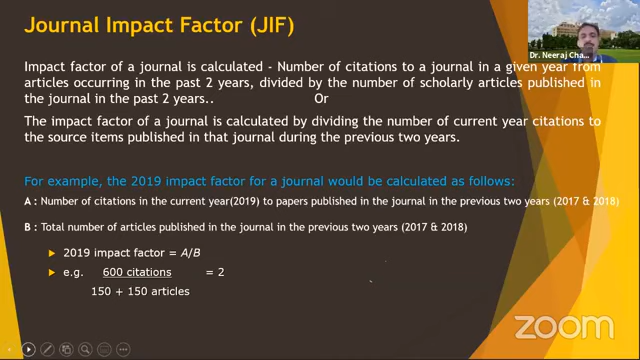 Journal Impact Factor (JIF)
Dr. Neeraj Cha...
Impact factor of a journal is calculated - Number of citations to a journal in a given year from
articles occurring in the past 2 years, divided by the number of scholarly articles published in
the journal in the past 2 years.. Or
The impact factor of a journal is calculated by dividing the number of current year citations to
the source items published in that journal during the previous two years.
For example, the 2019 impact factor for a journal would be calculated as follows:
A : Number of citations in the current year(2019) to papers published in the journal in the previous two years (2017 & 2018)
B : Total number of articles published in the journal in the previous two years (2017 & 2018)
2019 impact factor = A/B
e.g. 600 citations = 2
150 + 150 articles
zoom